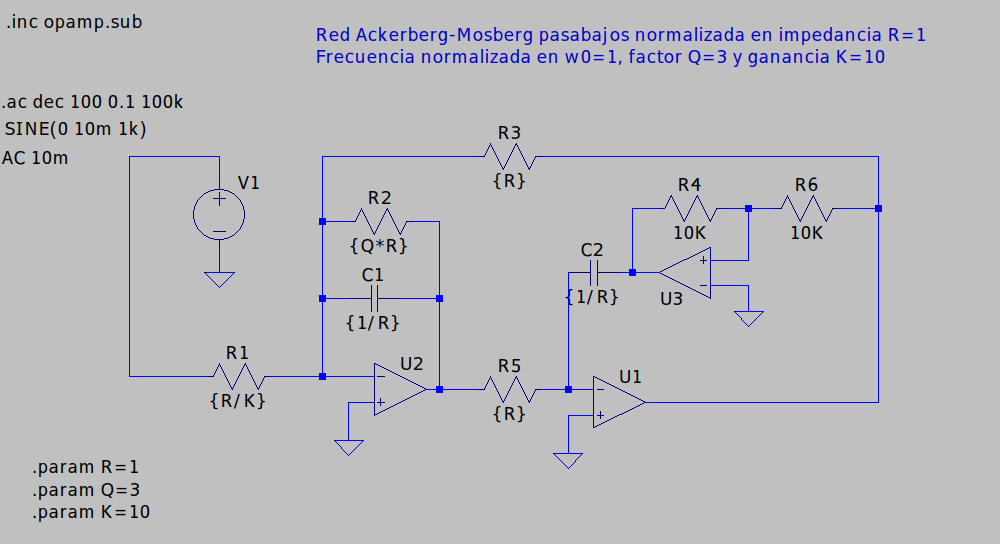 .inc opamp.sub
Red Ackerberg-Mosberg pasabajos normalizada en impedancia R=1
Frecuencia normalizada en w0=1, factor Q=3 y ganancia K=10
.ac dec 100 0.1 100k
SINE(0 10m 1k)
AC 10m
V1
R3
{R}
R2
{Q*R}
C1
{1/R}
R4
10K
R6
10K
C2
{1/R}
U3
R1
{R/K}
U2
R5
{R}
U1
.param R=1
.param Q=3
.param K=10